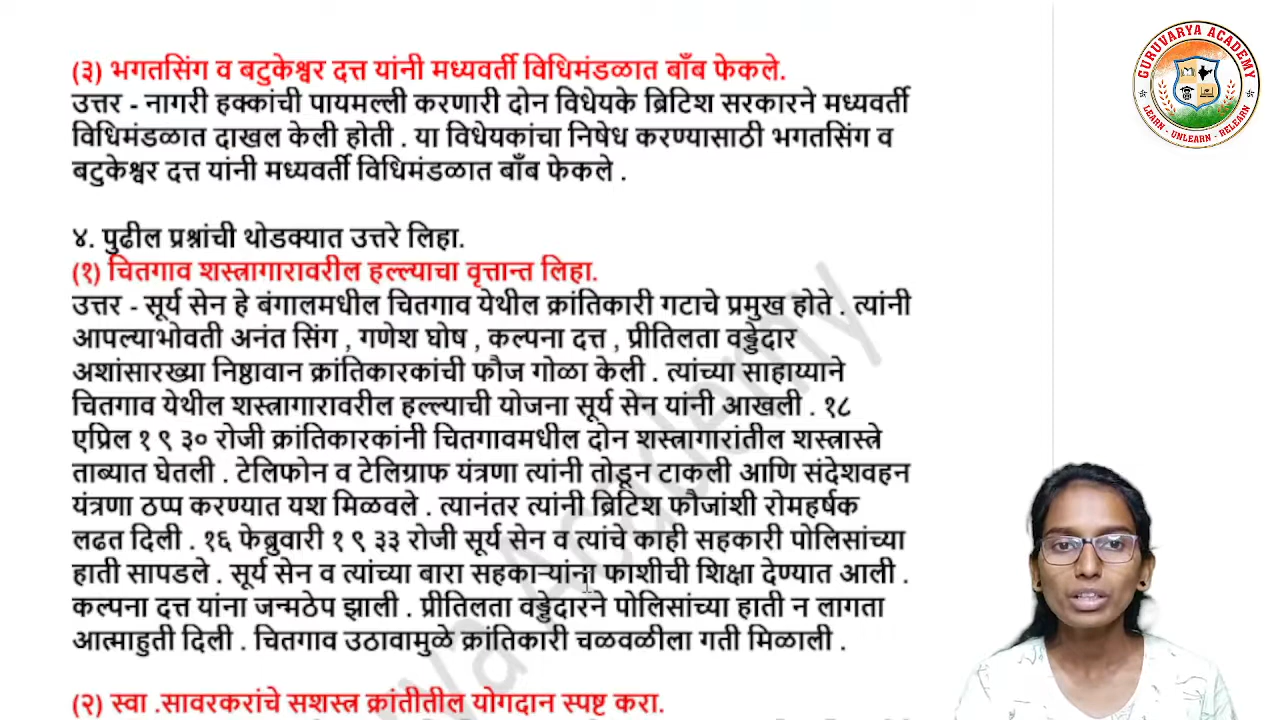 (३) भगतसिंग व बटुकेश्वर दत्त यांनी मध्यवर्ती विधिमंडळात बाँब फेकले.
उत्तर - नागरी हक्कांची पायमल्ली करणारी दोन विधेयके ब्रिटिश सरकारने मध्यवर्ती
विधिमंडळात दाखल केली होती . या विधेयकांचा निषेध करण्यासाठी भगतसिंग व
बटुकेश्वर दत्त यांनी मध्यवर्ती विधिमंडळात बाँब फेकले .
४. पुढील प्रश्नांची थोडक्यात उत्तरे लिहा.
(१) चितगाव शस्त्रागारावरील हल्ल्याचा वृत्तान्त लिहा.
उत्तर - सूर्य सेन हे बंगालमधील चितगाव येथील क्रांतिकारी गटाचे प्रमुख होते . त्यांनी
आपल्याभोवती अनंत सिंग , गणेश घोष , कल्पना दत्त , प्रीतिलता वड्डेदार
अशांसारख्या निष्ठावान क्रांतिकारकांची फौज गोळा केली . त्यांच्या साहाय्याने
चितगाव येथील शस्त्रागारावरील हल्ल्याची योजना सूर्य सेन यांनी आखली . १८
एप्रिल १ ९ ३० रोजी क्रांतिकारकांनी चितगावमधील दोन शस्त्रागारांतील शस्त्रास्त्रे
ताब्यात घेतली . टेलिफोन व टेलिग्राफ यंत्रणा त्यांनी तोडून टाकली आणि संदेशवहन
यंत्रणा ठप्प करण्यात यश मिळवले . त्यानंतर त्यांनी ब्रिटिश फौजांशी रोमहर्षक
लढत दिली . १६ फेब्रुवारी १ ९ ३३ रोजी सूर्य सेन व त्यांचे काही सहकारी पोलिसांच्या
हाती सापडले . सूर्य सेन व त्यांच्या बारा सहकाऱ्यांना फाशीची शिक्षा देण्यात आली .
कल्पना दत्त यांना जन्मठेप झाली . प्रीतिलता वड्डेदारने पोलिसांच्या हाती न लागता
आत्माहुती दिली . चितगाव उठावामुळे क्रांतिकारी चळवळीला गती मिळाली .
(२) स्वा .सावरकरांचे सशस्त्र क्रांतीतील योगदान स्पष्ट करा.
GURUVARYA ACADEMY
LEARN - UNLEARN - RELEARN